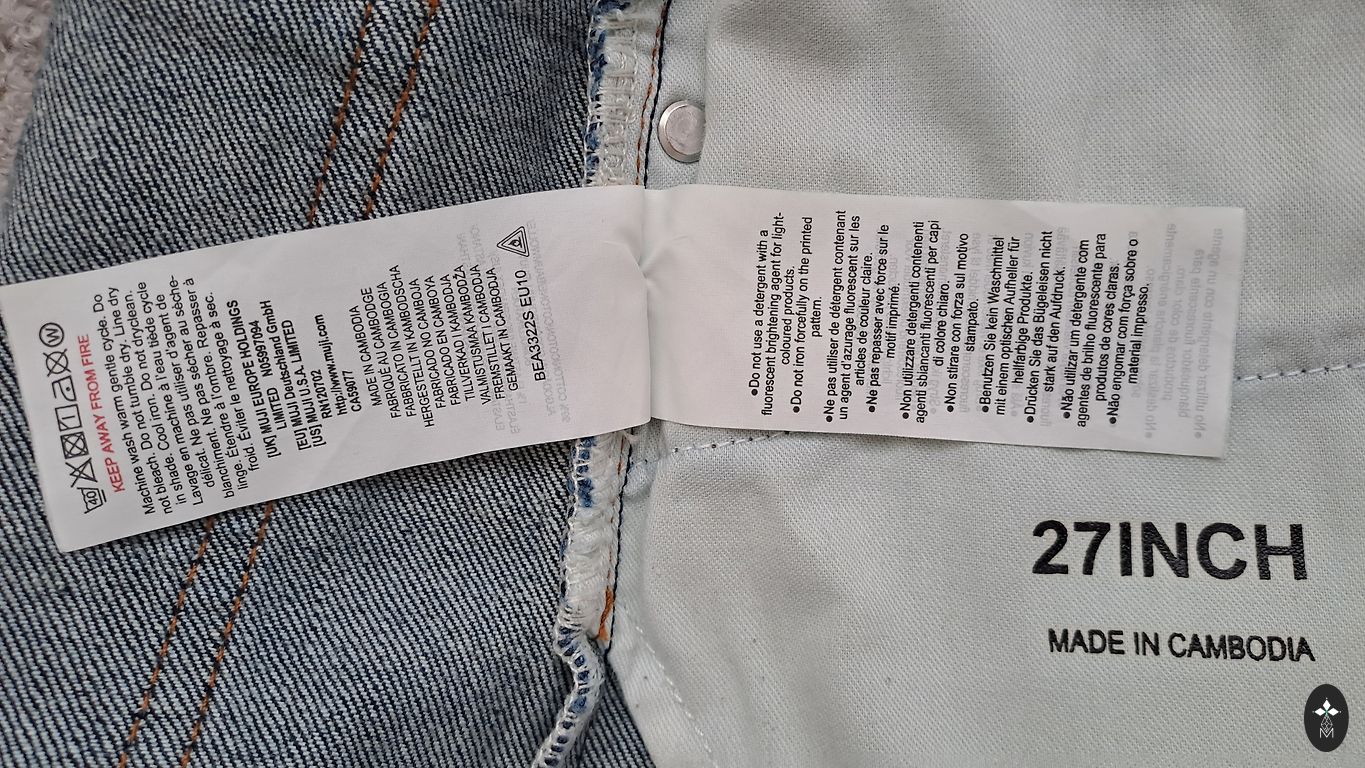 40
W
KEEP AWAY FROM FIRE
Machine wash warm gentle cycle. Do
not bleach. Do not tumble dry. Line dry
in shade. Cool iron. Do not dryclean.
Lavage en machine à l'eau tiède cycle
délicat. Ne pas utiliser d'agent de
blanchiment. Ne pas sécher au sèche-
linge. Étendre à l'ombre. Repasser à
froid. Éviter le nettoyage à sec.
[UK] MUJI EUROPE HOLDINGS
LIMITED N05997094
[EU] MUJI Deutschland GmbH
[US] MUJI U.S.A. LIMITED
RN120702
http://www.muji.com
CA59077
MADE IN CAMBODIA
FABRIQUÉ AU CAMBODGE
FABBRICATO IN CAMBOGIA
HERGESTELLT IN KAMBODSCHA
FABRICADO NO CAMBOJA
FABRICADO EN CAMBOYA
TILLVERKAD I KAMBODJA
VALMISTUSMAA KAMBODŽA
FREMSTILLET I CAMBODJA
GEMAAKT IN CAMBODJA
BEA3322S EU10
●Do not use a detergent with a
fluorescent brightening agent for light-
coloured products.
●Do not iron forcefully on the printed
pattern.
●Ne pas utiliser de détergent contenant
un agent d'azurage fluorescent sur les
articles de couleur claire.
●Ne pas repasser avec force sur le
motif imprimé.
●Non utilizzare detergenti contenenti
agenti sbiancanti fluorescenti per capi
di colore chiaro.
●Non stirare con forza sul motivo
stampato.
●Benutzen Sie kein Waschmittel
mit einem optischen Aufheller für
hellfarbige Produkte.
●Drücken Sie das Bügeleisen nicht
stark auf den Aufdruck.
●Não utilizar um detergente com
agentes de brilho fluorescente para
produtos de cores claras.
●Não engomar com força sobre o
material impresso.
27INCH
MADE IN CAMBODIA
M